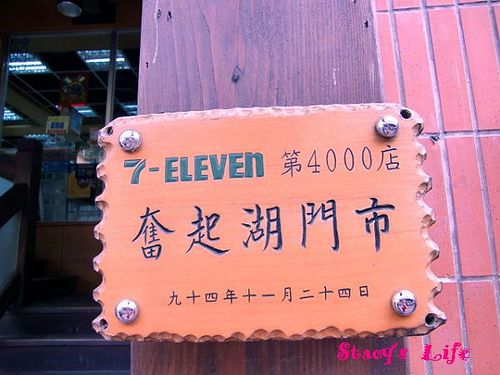 7-ELEVEn 第4000店
奮起湖門市
九十四年十一月二十四日
Stacy's Life